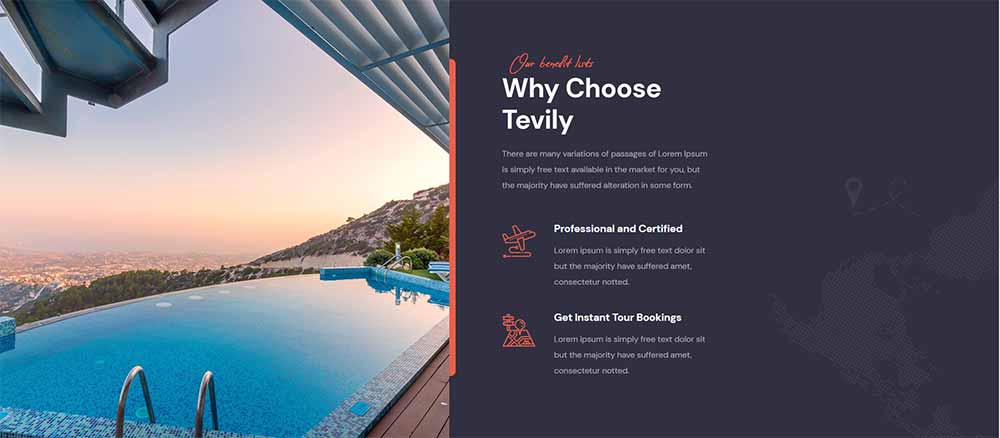 Our benefit lists
Why Choose
Tevily
There are many variations of passages of Lorem Ipsum
is simply free text available in the market for you, but
the majority have suffered alteration in some form.
Professional and Certified
Lorem ipsum is simply free text dolor sit
but the majority have suffered amet,
consectetur notted.
Get Instant Tour Bookings
Lorem ipsum is simply free text dolor sit
but the majority have suffered amet,
consectetur notted.